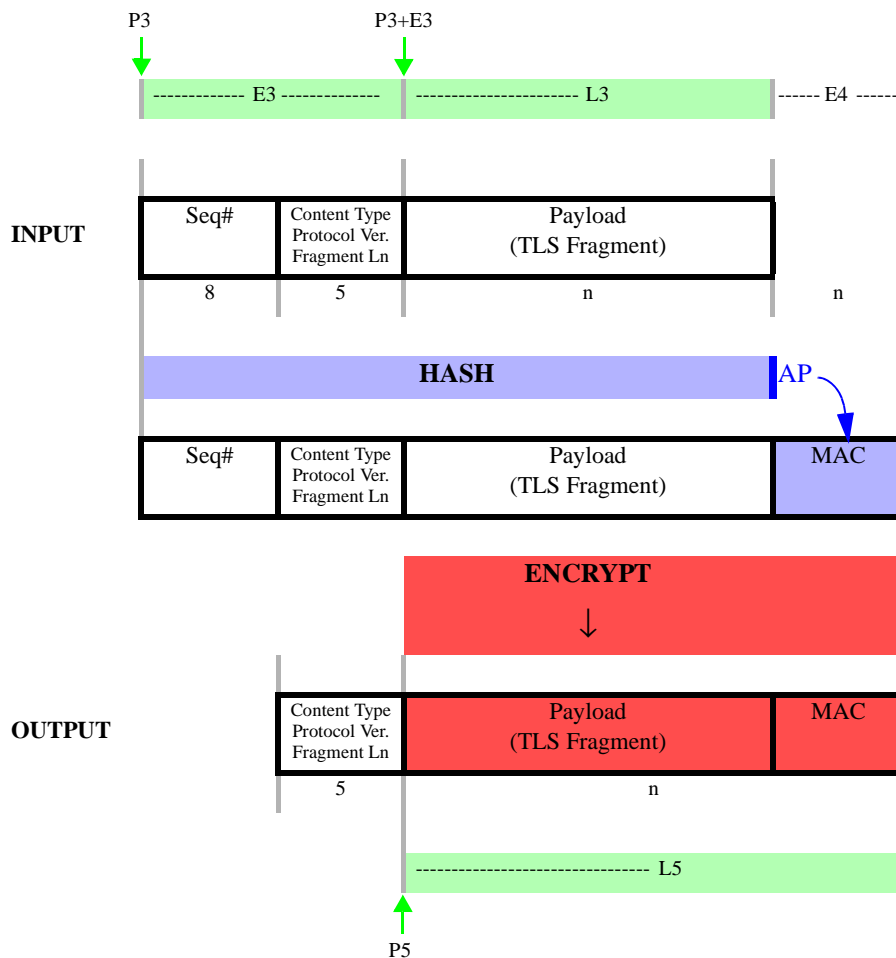 P3 P3+E3
------------- E3 -------------- ----------------------- L3 ------ E4 ------
INPUT
Seq# Content Type Payload
Protocol Ver. (TLS Fragment)
Fragment Ln
8 5 n n
HASH AP
Seq# Content Type Payload MAC
Protocol Ver. (TLS Fragment)
Fragment Ln
ENCRYPT
↓
OUTPUT
Content Type Payload MAC
Protocol Ver. (TLS Fragment)
Fragment Ln
5 n
--------------------------------- L5
P5